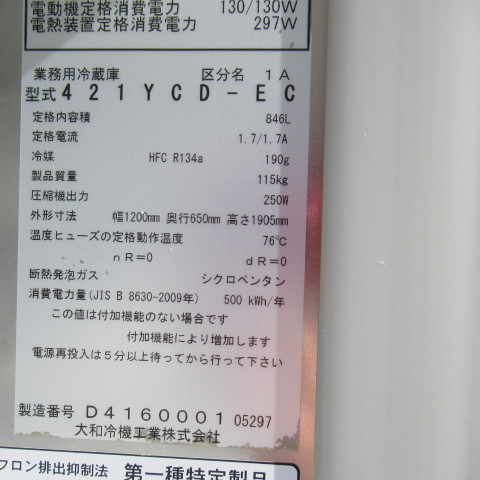 電動機定格消費電力 130/130W
電熱装置定格消費電力 297W
業務用冷蔵庫 区分名 1A
型式 421YCD-EC
定格内容積 846L
定格電流 1.7/1.7A
冷媒 HFC R134a 190g
製品質量 115kg
圧縮機出力 250W
外形寸法 幅1200mm 奥行650mm 高さ1905mm
温度ヒューズの定格動作温度 76℃
nR=0 dR=0
断熱発泡ガス シクロペンタン
消費電力量(JIS B 8630-2009年) 500 kWh/年
この値は付加機能のない場合です
付加機能により増加します
電源再投入は5分以上待ってから行って下さい
製造番号 D4160001 05297
大和冷機工業株式会社
フロン排出抑制法 第一種特定製品